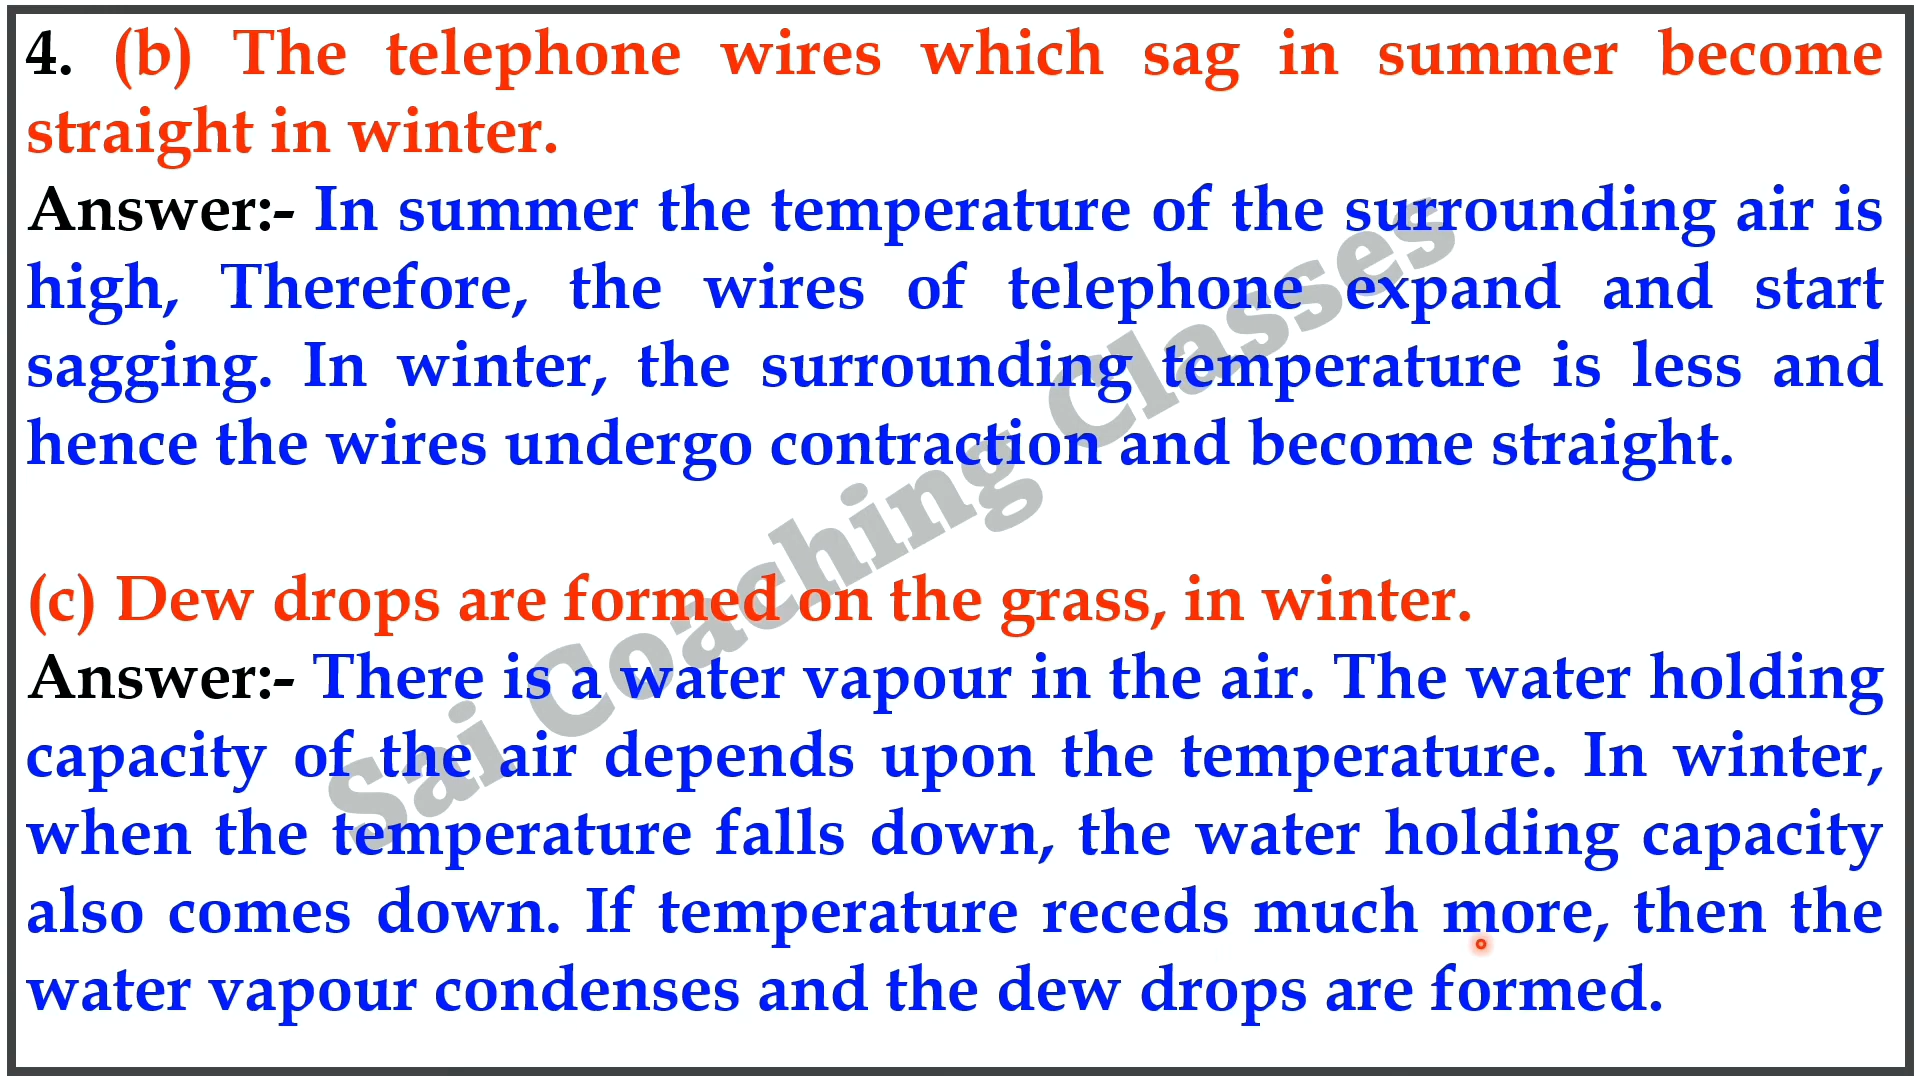 4. (b) The telephone wires which sag in summer become
straight in winter.
Answer:- In summer the temperature of the surrounding air is
high, Therefore, the wires of telephone expand and start
sagging. In winter, the surrounding temperature is less and
hence the wires undergo contraction and become straight.
(c) Dew drops are formed on the grass, in winter.
Answer:- There is a water vapour in the air. The water holding
capacity of the air depends upon the temperature. In winter,
when the temperature falls down, the water holding capacity
also comes down. If temperature receds much more, then the
water vapour condenses and the dew drops are formed.
Sai Coaching Classes